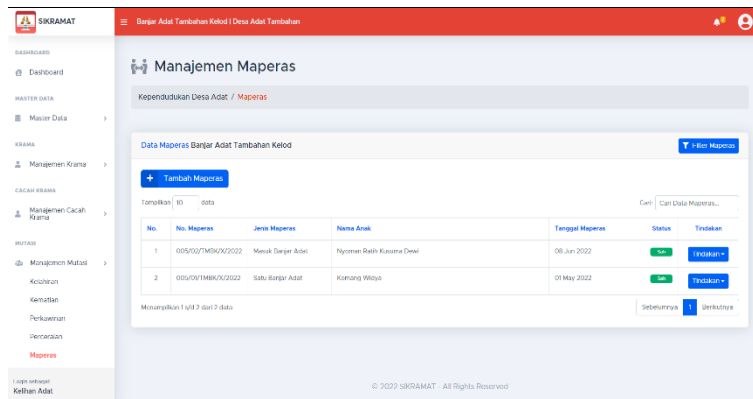 SIKRAMAT
Banjar Adat Tambahan Kelod | Desa Adat Tambahan
DASHBOARD
Dashboard
MASTER DATA
Master Data
KRAMA
Manajemen Krama
CACAH KRAMA
Manajemen Cacah
Krama
MUTASI
Manajemen Mutasi
Kelahiran
Kematian
Perkawinan
Perceraian
Maperas
Login sebagai:
Kelihan Adat
Manajemen Maperas
Kependudukan Desa Adat / Maperas
Data Maperas Banjar Adat Tambahan Kelod
Filter Maperas
+ Tambah Maperas
Tampilkan 10 data
Cari: Cari Data Maperas...
No. No. Maperas Jenis Maperas Nama Anak Tanggal Maperas Status Tindakan
1 005/02/TMBK/X/2022 Masuk Banjar Adat Nyoman Ratih Kusuma Dewi 08 Jun 2022 Sah Tindakan
2 005/01/TMBK/X/2022 Satu Banjar Adat Komang Widya 01 May 2022 Sah Tindakan
Menampilkan 1 s/d 2 dari 2 data
Sebelumnya 1 Berikutnya
© 2022 SIKRAMAT - All Rights Reserved